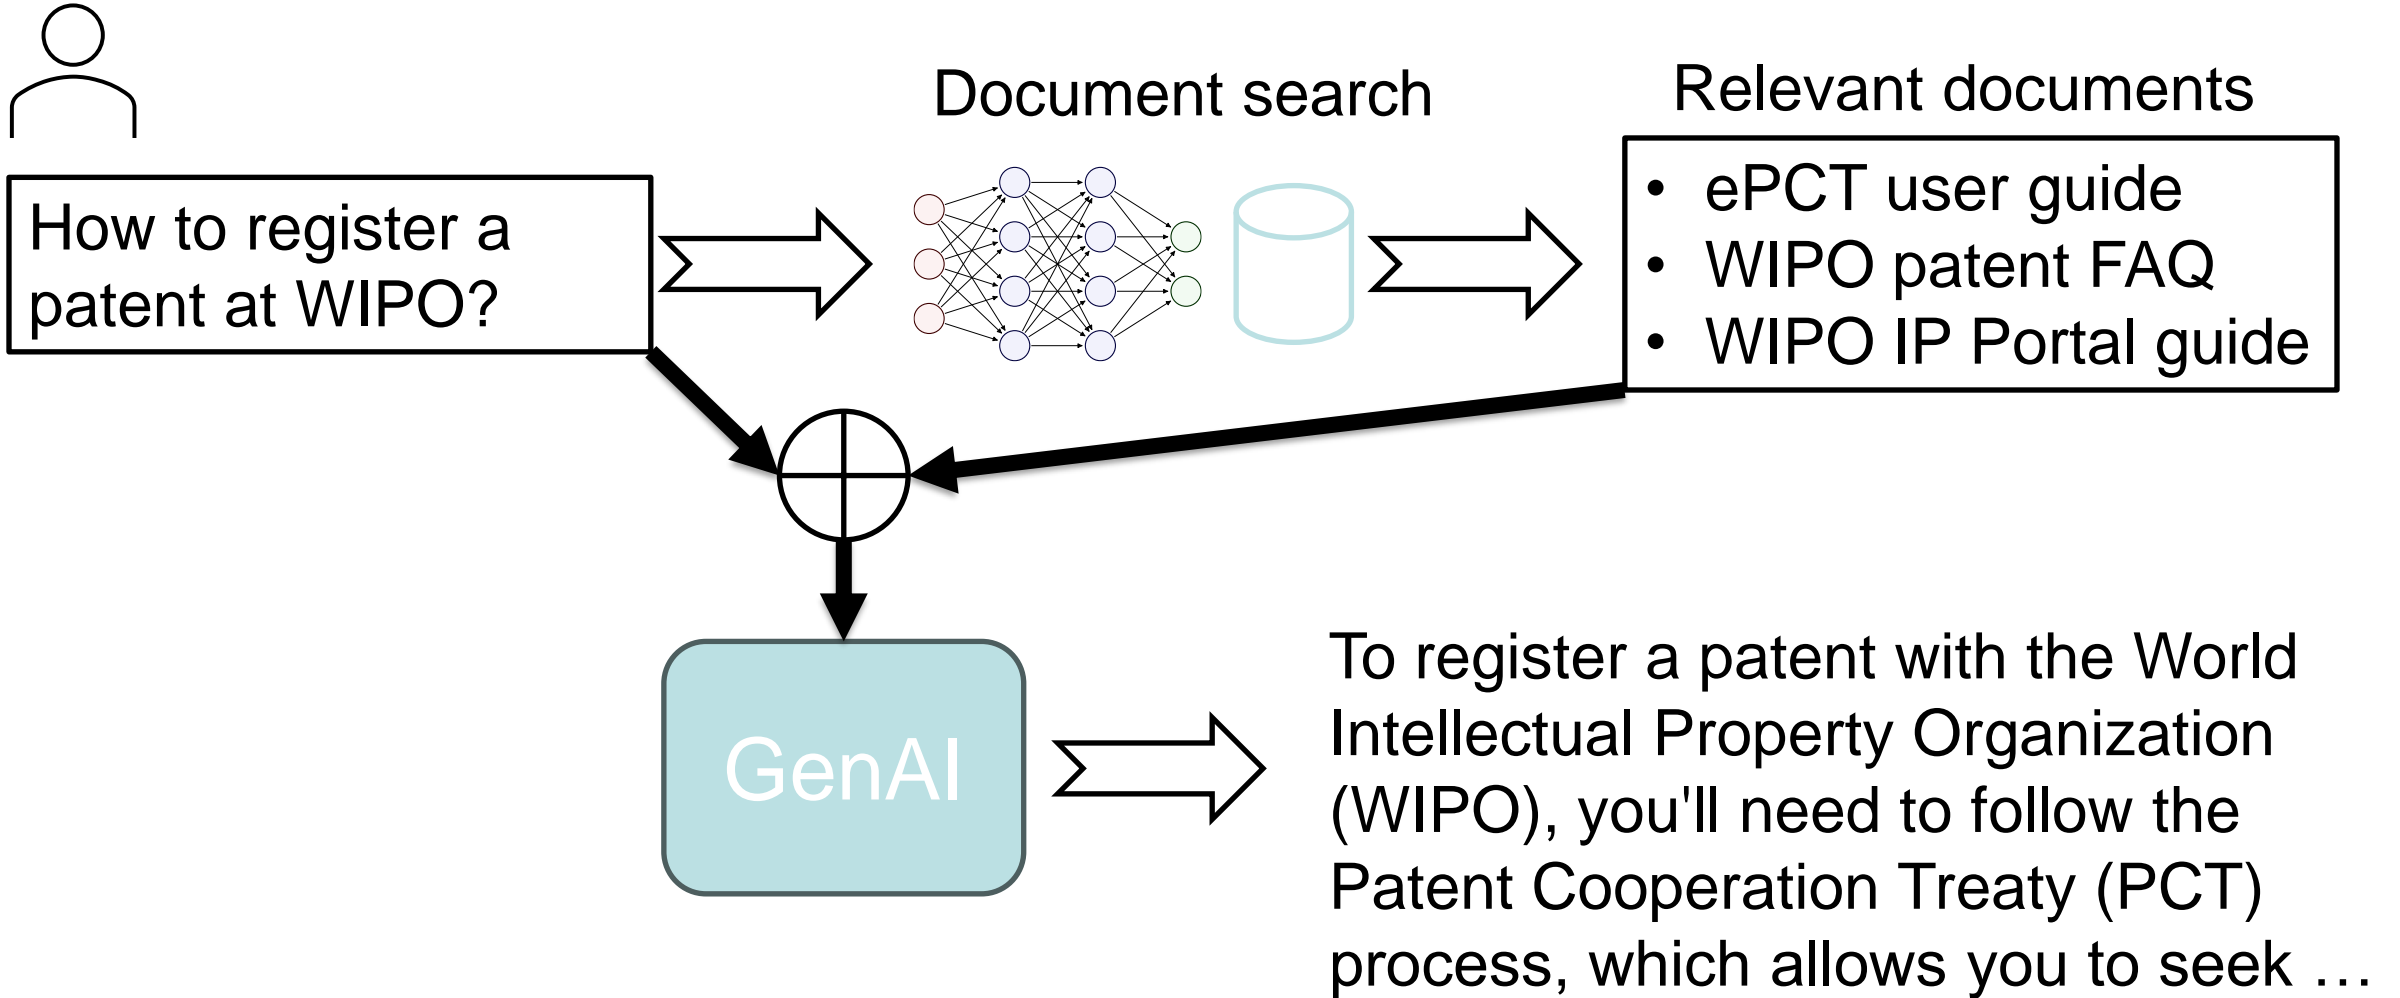 Document search
Relevant documents
How to register a
patent at WIPO?
• ePCT user guide
• WIPO patent FAQ
• WIPO IP Portal guide
GenAI
To register a patent with the World
Intellectual Property Organization
(WIPO), you'll need to follow the
Patent Cooperation Treaty (PCT)
process, which allows you to seek …